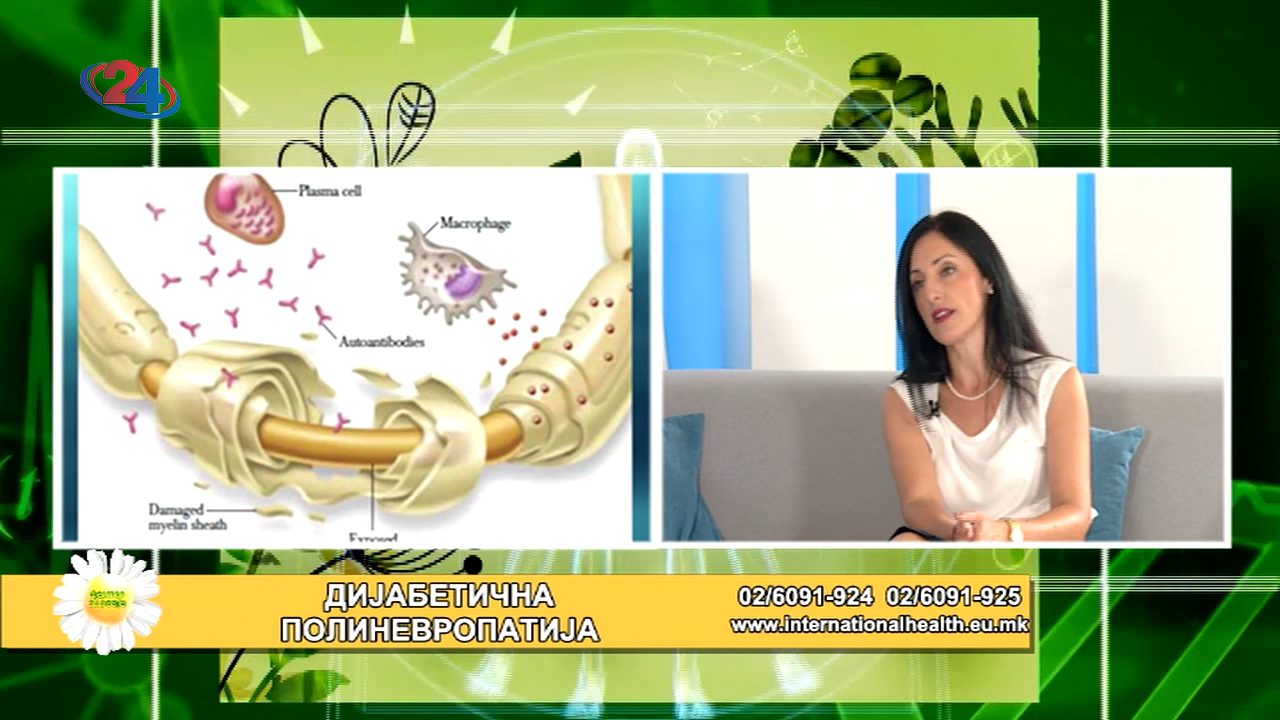 24
Plasma cell
Macrophage
Autoantibodies
Damaged
myelin sheath
Exposed
ДИЈАБЕТИЧНА
ПОЛИНЕВРОПАТИЈА
02/6091-924 02/6091-925
www.internationalhealth.eu.mk